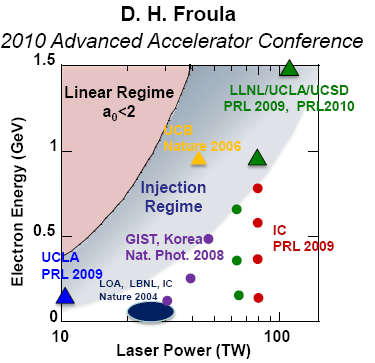 D. H. Froula
2010 Advanced Accelerator Conference
1.5
Linear Regime
a₀<2
LLNL/UCLA/UCSD
PRL 2009, PRL2010
UCB
Nature 2006
1
Injection
Regime
Electron Energy (GeV)
0.5
GIST, Korea
Nat. Phot. 2008
IC
PRL 2009
UCLA
PRL 2009
LOA, LBNL, IC
Nature 2004
0
10
100
Laser Power (TW)